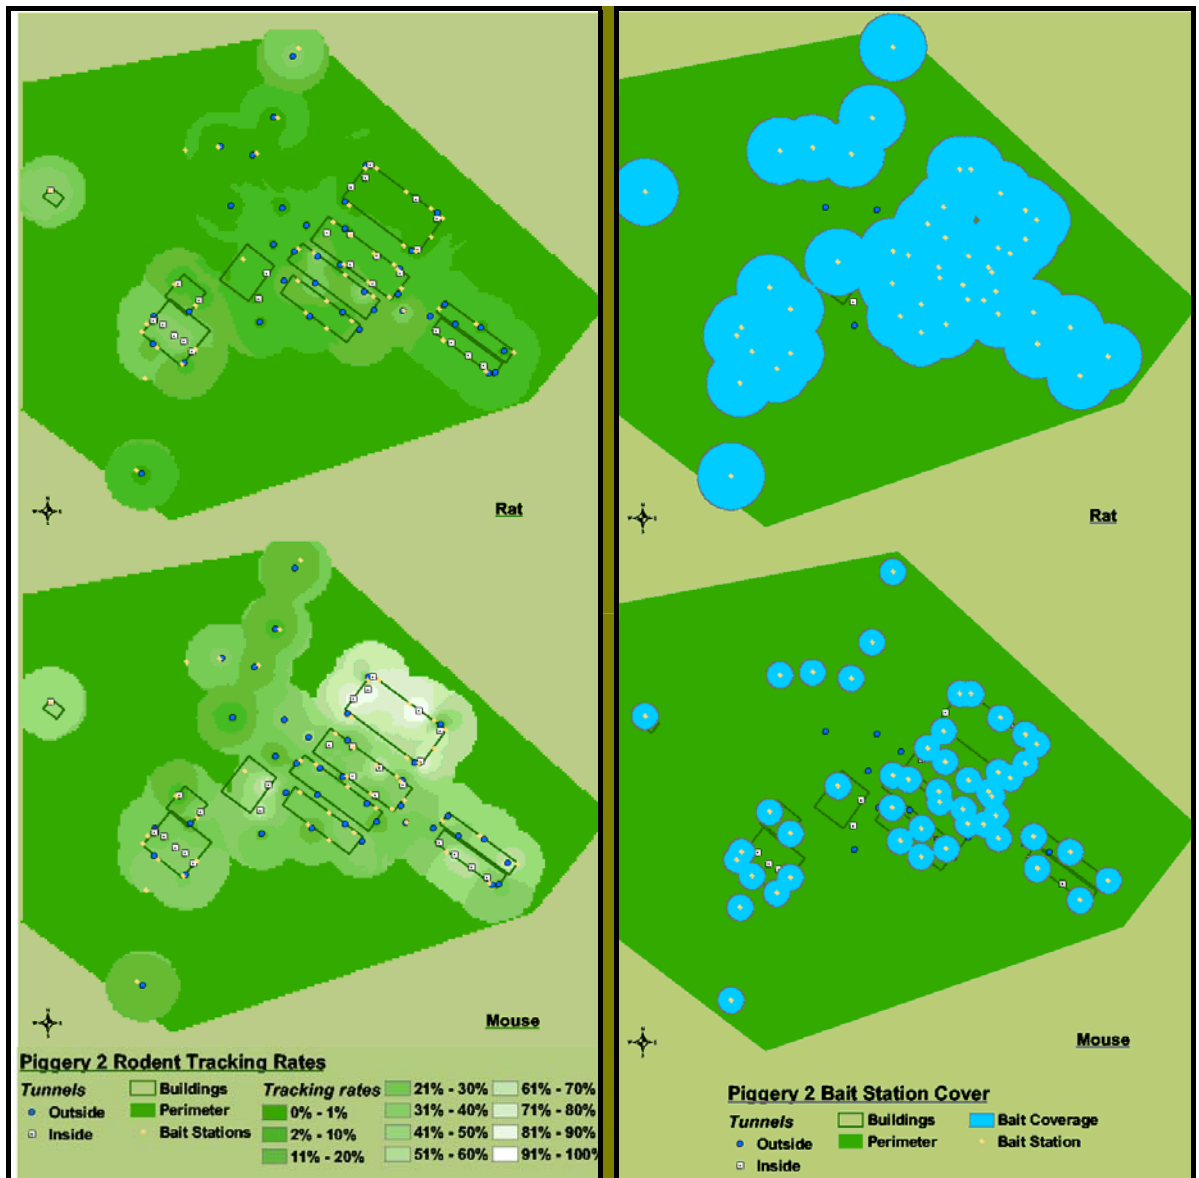 Rat
Rat
Mouse
Mouse
Piggery 2 Rodent Tracking Rates
Tunnels
Outside
Inside
Buildings
Perimeter
Bait Stations
Tracking rates
0% - 1%
2% - 10%
11% - 20%
21% - 30%
31% - 40%
41% - 50%
51% - 60%
61% - 70%
71% - 80%
81% - 90%
91% - 100%
Piggery 2 Bait Station Cover
Tunnels
Outside
Inside
Buildings
Perimeter
Bait Coverage
Bait Station